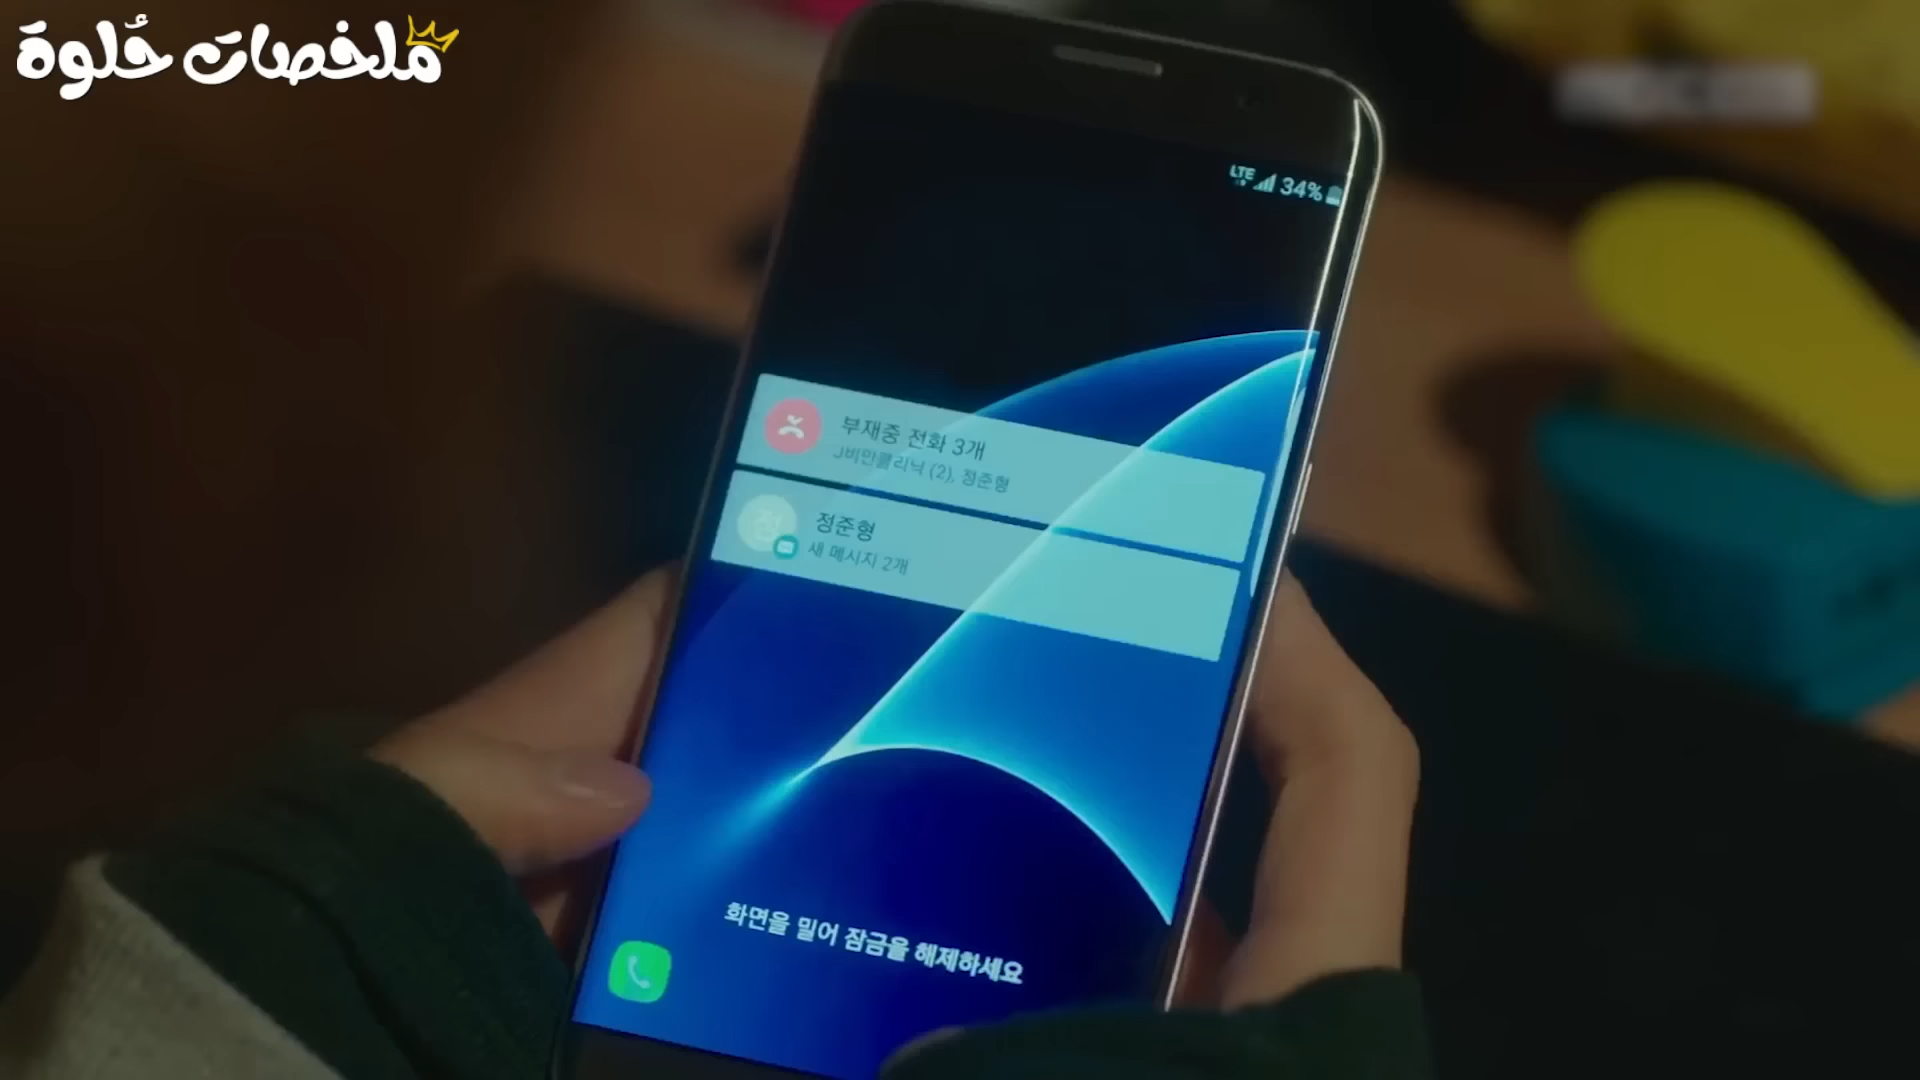 ملخصات حُلوة
LTE 34%
부재중 전화 3개
J비만클리닉 (2), 정준형
정준형
새 메시지 2개
화면을 밀어 잠금을 해제하세요